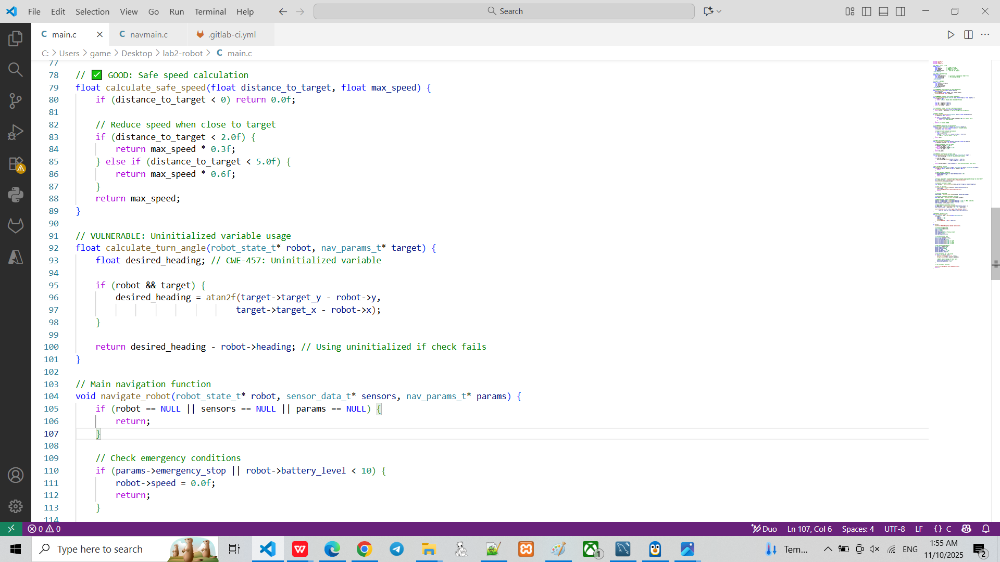 File Edit Selection View Go Run Terminal Help Search
C main.c C navmain.c .gitlab-ci.yml
C: > Users > game > Desktop > lab2-robot > C main.c
77
78 // ✅ GOOD: Safe speed calculation
79 float calculate_safe_speed(float distance_to_target, float max_speed) {
80 if (distance_to_target < 0) return 0.0f;
81
82 // Reduce speed when close to target
83 if (distance_to_target < 2.0f) {
84 return max_speed * 0.3f;
85 } else if (distance_to_target < 5.0f) {
86 return max_speed * 0.6f;
87 }
88 return max_speed;
89 }
90
91 // VULNERABLE: Uninitialized variable usage
92 float calculate_turn_angle(robot_state_t* robot, nav_params_t* target) {
93 float desired_heading; // CWE-457: Uninitialized variable
94
95 if (robot && target) {
96 desired_heading = atan2f(target->target_y - robot->y,
97 target->target_x - robot->x);
98 }
99
100 return desired_heading - robot->heading; // Using uninitialized if check fails
101 }
102
103 // Main navigation function
104 void navigate_robot(robot_state_t* robot, sensor_data_t* sensors, nav_params_t* params) {
105 if (robot == NULL || sensors == NULL || params == NULL) {
106 return;
107 }
108
109 // Check emergency conditions
110 if (params->emergency_stop || robot->battery_level < 10) {
111 robot->speed = 0.0f;
112 return;
113 }
114
0 0 Duo Ln 107, Col 6 Spaces: 4 UTF-8 LF {} C
Type here to search 1 Tem... ENG 1:55 AM 2
11/10/2025